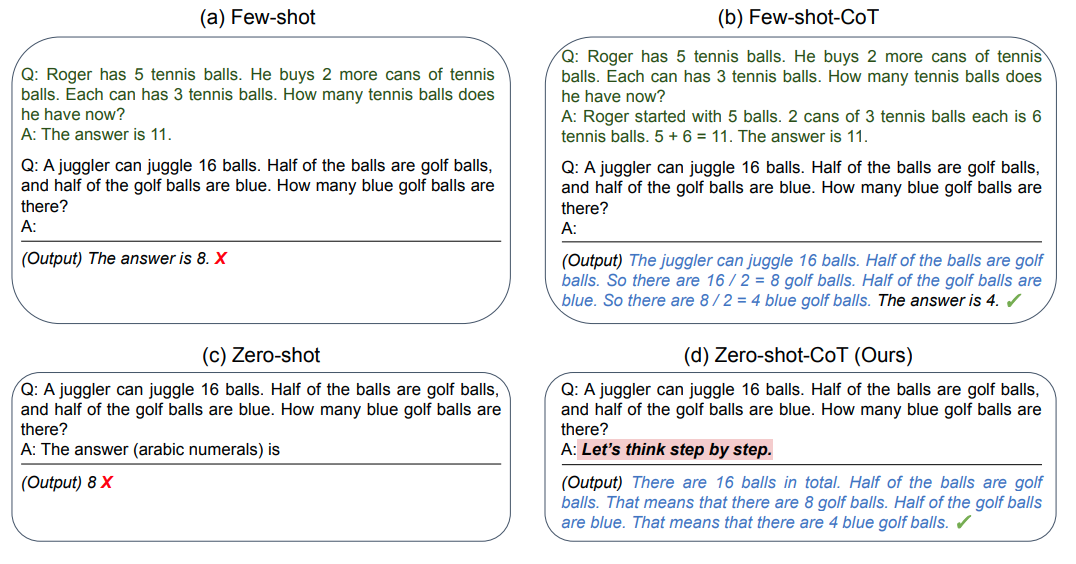 (a) Few-shot
Q: Roger has 5 tennis balls. He buys 2 more cans of tennis
balls. Each can has 3 tennis balls. How many tennis balls does
he have now?
A: The answer is 11.
Q: A juggler can juggle 16 balls. Half of the balls are golf balls,
and half of the golf balls are blue. How many blue golf balls are
there?
A:
(Output) The answer is 8. X
(b) Few-shot-CoT
Q: Roger has 5 tennis balls. He buys 2 more cans of tennis
balls. Each can has 3 tennis balls. How many tennis balls does
he have now?
A: Roger started with 5 balls. 2 cans of 3 tennis balls each is 6
tennis balls. 5 + 6 = 11. The answer is 11.
Q: A juggler can juggle 16 balls. Half of the balls are golf balls,
and half of the golf balls are blue. How many blue golf balls are
there?
A:
(Output) The juggler can juggle 16 balls. Half of the balls are golf
balls. So there are 16 / 2 = 8 golf balls. Half of the golf balls are
blue. So there are 8 / 2 = 4 blue golf balls. The answer is 4. ✓
(c) Zero-shot
Q: A juggler can juggle 16 balls. Half of the balls are golf balls,
and half of the golf balls are blue. How many blue golf balls are
there?
A: The answer (arabic numerals) is
(Output) 8 X
(d) Zero-shot-CoT (Ours)
Q: A juggler can juggle 16 balls. Half of the balls are golf balls,
and half of the golf balls are blue. How many blue golf balls are
there?
A: Let's think step by step.
(Output) There are 16 balls in total. Half of the balls are golf
balls. That means that there are 8 golf balls. Half of the golf balls
are blue. That means that there are 4 blue golf balls. ✓